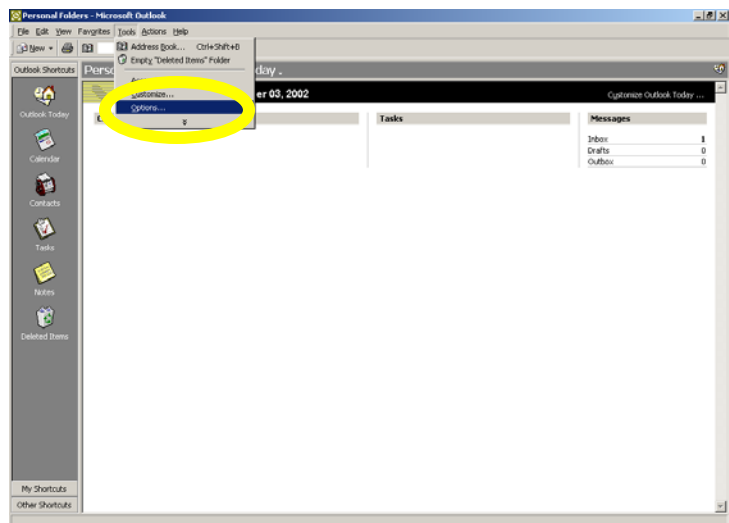 Personal Folders - Microsoft Outlook
File Edit View Favorites Tools Actions Help
New
Address Book... Ctrl+Shift+B
Empty "Deleted Items" Folder
Customize...
Options...
Outlook Shortcuts
Outlook Today
Calendar
Contacts
Tasks
Notes
Deleted Items
My Shortcuts
Other Shortcuts
Perso
day .
er 03, 2002
Customize Outlook Today ...
Tasks
Messages
Inbox 1
Drafts 0
Outbox 0